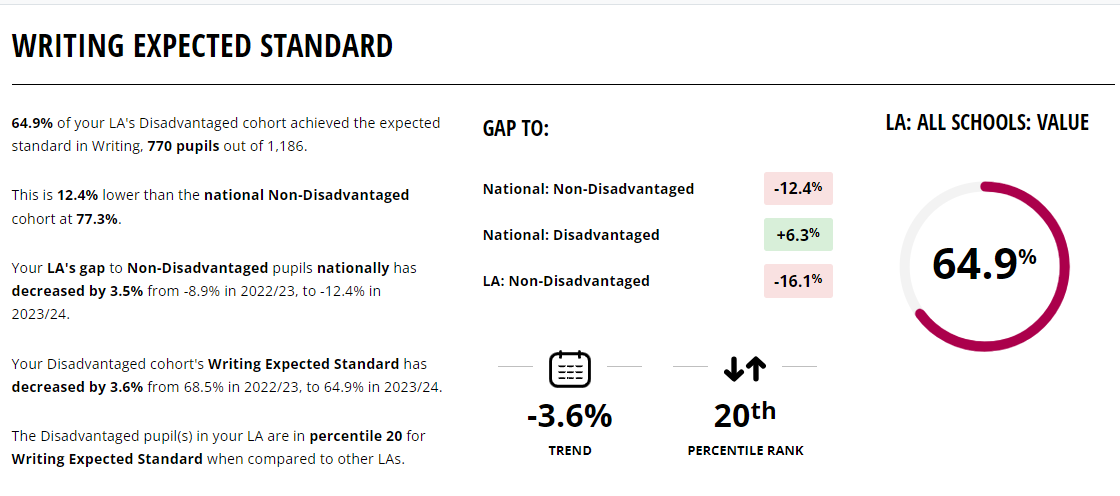 WRITING EXPECTED STANDARD
64.9% of your LA's Disadvantaged cohort achieved the expected
standard in Writing, 770 pupils out of 1,186.
This is 12.4% lower than the national Non-Disadvantaged
cohort at 77.3%.
Your LA's gap to Non-Disadvantaged pupils nationally has
decreased by 3.5% from -8.9% in 2022/23, to -12.4% in
2023/24.
Your Disadvantaged cohort's Writing Expected Standard has
decreased by 3.6% from 68.5% in 2022/23, to 64.9% in 2023/24.
The Disadvantaged pupil(s) in your LA are in percentile 20 for
Writing Expected Standard when compared to other LAs.
GAP TO:
National: Non-Disadvantaged -12.4%
National: Disadvantaged +6.3%
LA: Non-Disadvantaged -16.1%
-3.6%
TREND
20th
PERCENTILE RANK
LA: ALL SCHOOLS: VALUE
64.9%